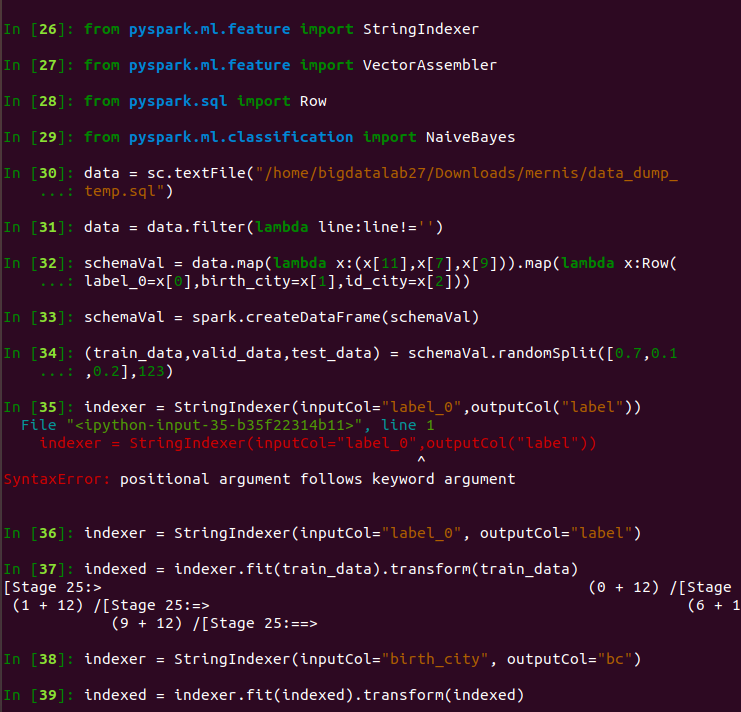 In [26]: from pyspark.ml.feature import StringIndexer
In [27]: from pyspark.ml.feature import VectorAssembler
In [28]: from pyspark.sql import Row
In [29]: from pyspark.ml.classification import NaiveBayes
In [30]: data = sc.textFile("/home/bigdatalab27/Downloads/mernis/data_dump_
...: temp.sql")
In [31]: data = data.filter(lambda line:line!='')
In [32]: schemaVal = data.map(lambda x:(x[11],x[7],x[9])).map(lambda x:Row(
...: label_0=x[0],birth_city=x[1],id_city=x[2]))
In [33]: schemaVal = spark.createDataFrame(schemaVal)
In [34]: (train_data,valid_data,test_data) = schemaVal.randomSplit([0.7,0.1
...: ,0.2],123)
In [35]: indexer = StringIndexer(inputCol="label_0",outputCol("label"))
File "<ipython-input-35-b35f22314b11>", line 1
indexer = StringIndexer(inputCol="label_0",outputCol("label"))
^
SyntaxError: positional argument follows keyword argument
In [36]: indexer = StringIndexer(inputCol="label_0", outputCol="label")
In [37]: indexed = indexer.fit(train_data).transform(train_data)
[Stage 25:> (0 + 12) /[Stage
(1 + 12) /[Stage 25:=> (6 + 1
(9 + 12) /[Stage 25:==>
In [38]: indexer = StringIndexer(inputCol="birth_city", outputCol="bc")
In [39]: indexed = indexer.fit(indexed).transform(indexed)